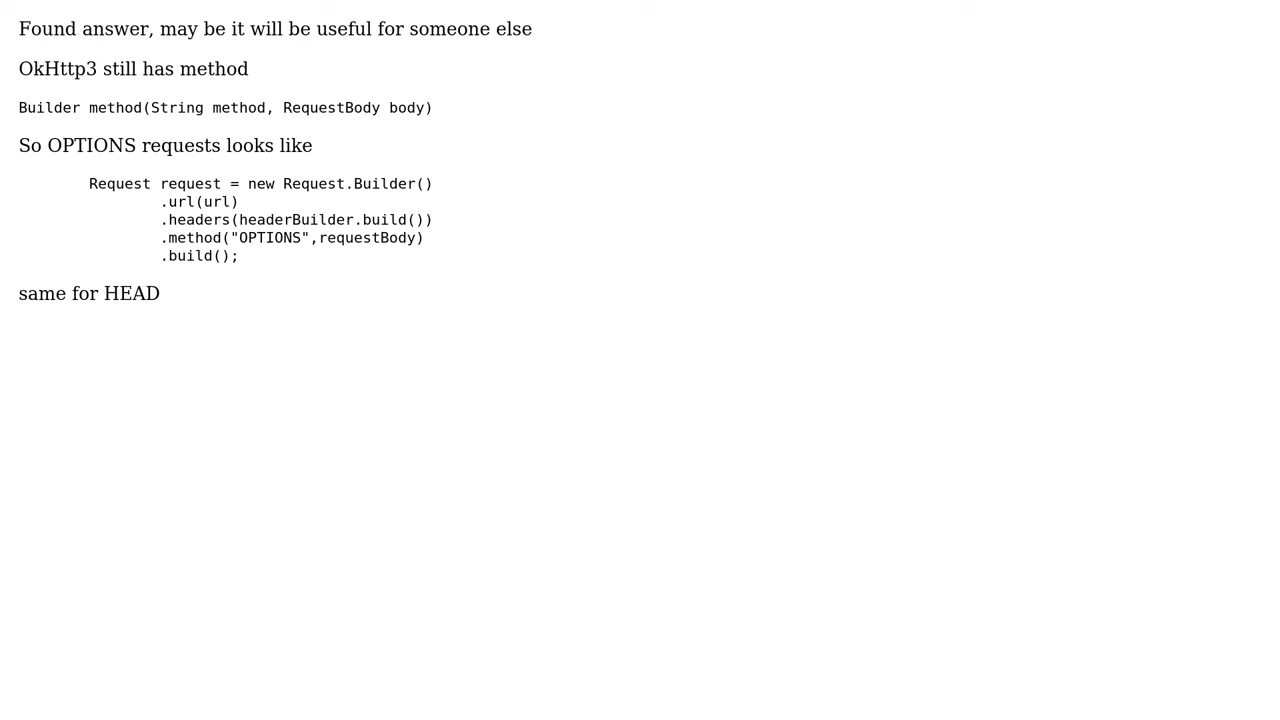 Found answer, may be it will be useful for someone else
OkHttp3 still has method
Builder method(String method, RequestBody body)
So OPTIONS requests looks like
        Request request = new Request.Builder()
                .url(url)
                .headers(headerBuilder.build())
                .method("OPTIONS",requestBody)
                .build();
same for HEAD